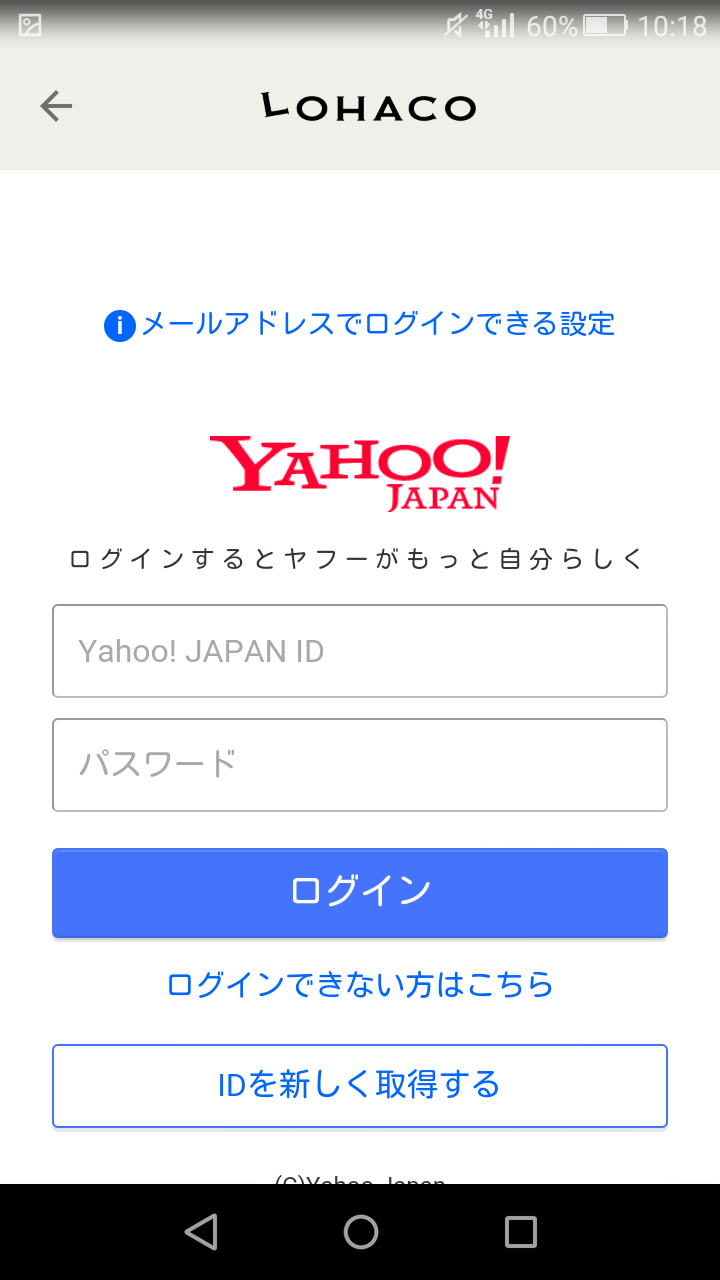 4G 60% 10:18
LOHACO
i メールアドレスでログインできる設定
YAHOO!
JAPAN
ログインするとヤフーがもっと自分らしく
Yahoo! JAPAN ID
パスワード
ログイン
ログインできない方はこちら
IDを新しく取得する
(C)Yahoo Japan